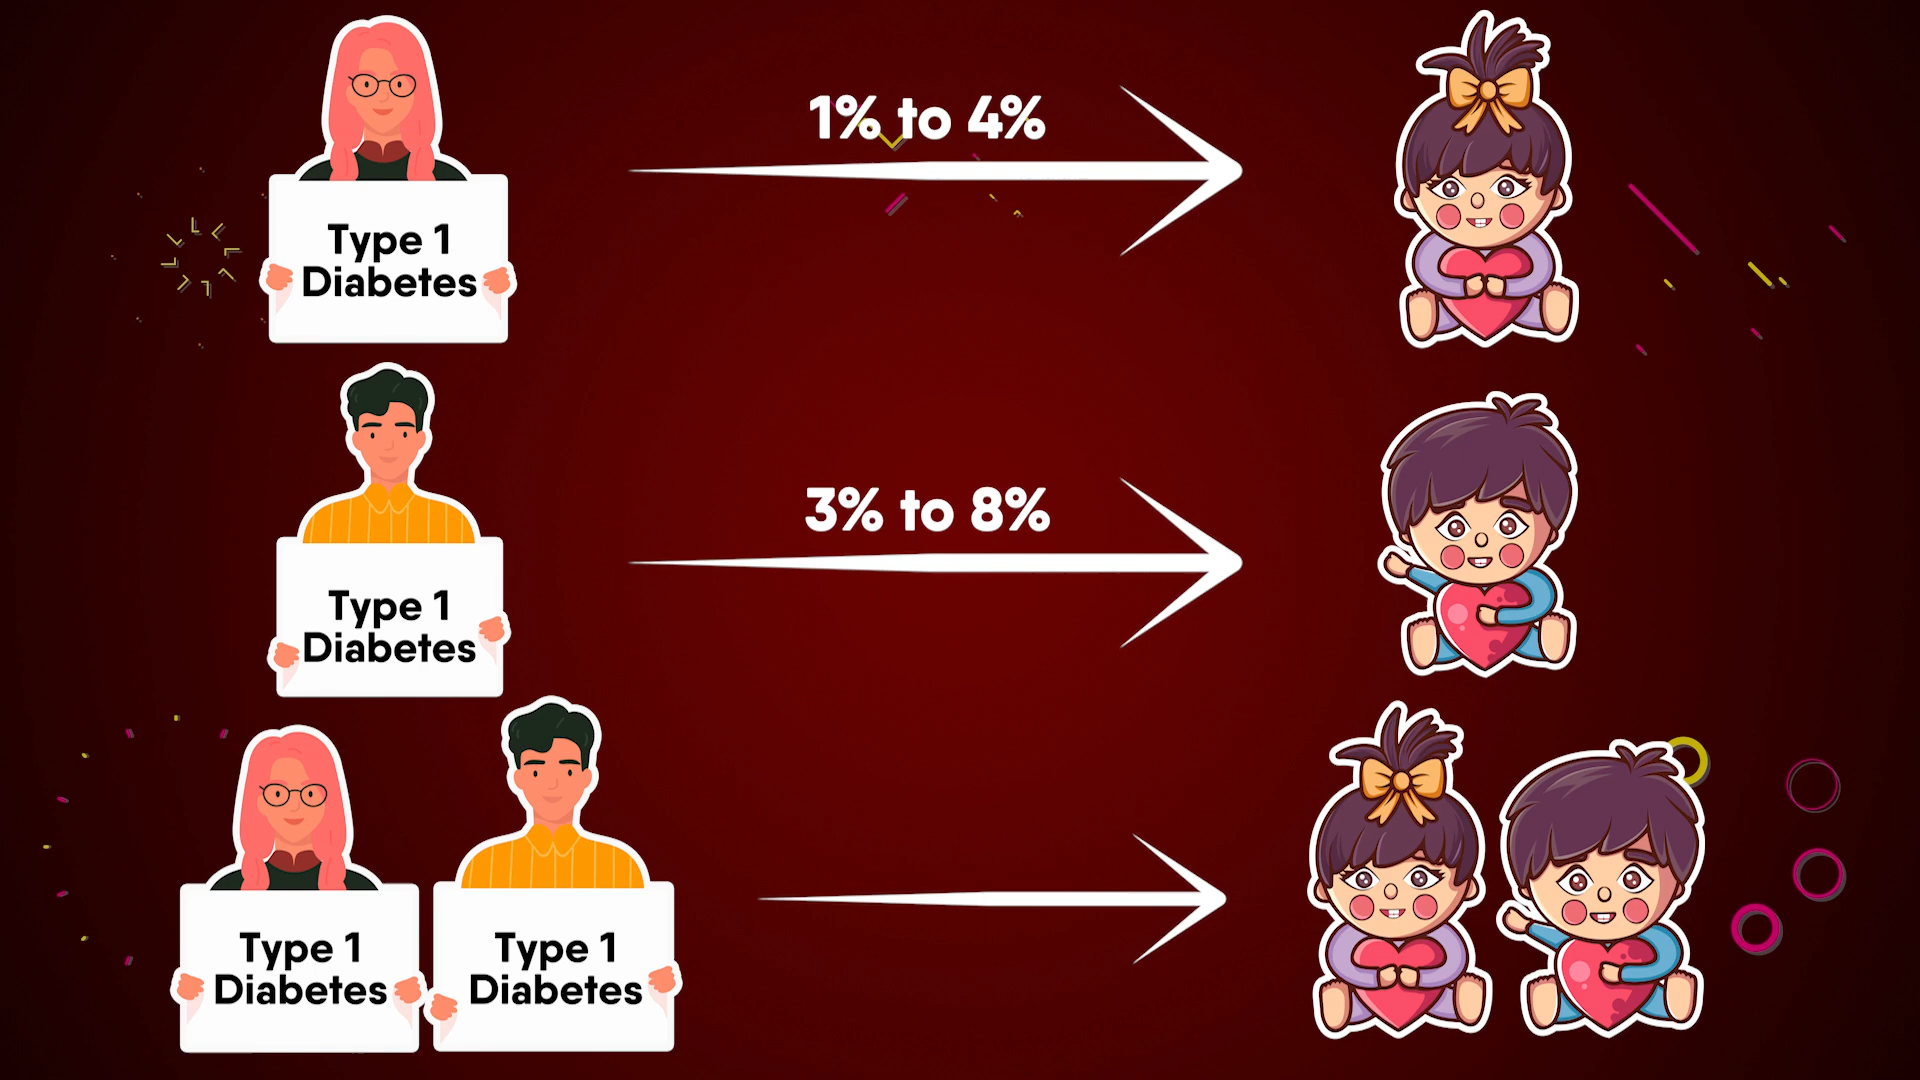 1% to 4%
Type 1
Diabetes
3% to 8%
Type 1
Diabetes
Type 1
Diabetes
Type 1
Diabetes